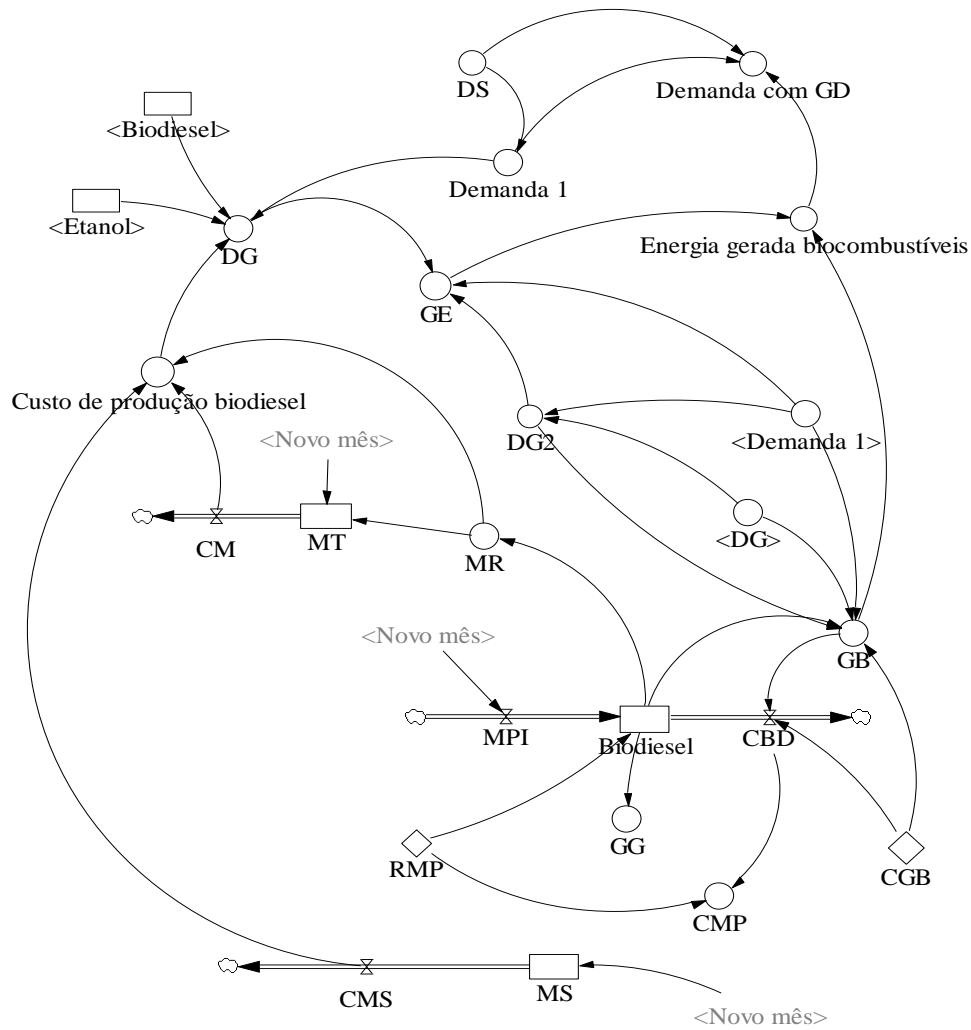 DS
Demanda com GD
<Biodiesel>
Demanda 1
<Etanol>
DG
Energia gerada biocombustíveis
GE
Custo de produção biodiesel
<Novo mês>
DG2
<Demanda 1>
CM
MT
MR
<DG>
<Novo mês>
GB
MPI
Biodiesel
CBD
RMP
GG
CGB
CMP
CMS
MS
<Novo mês>